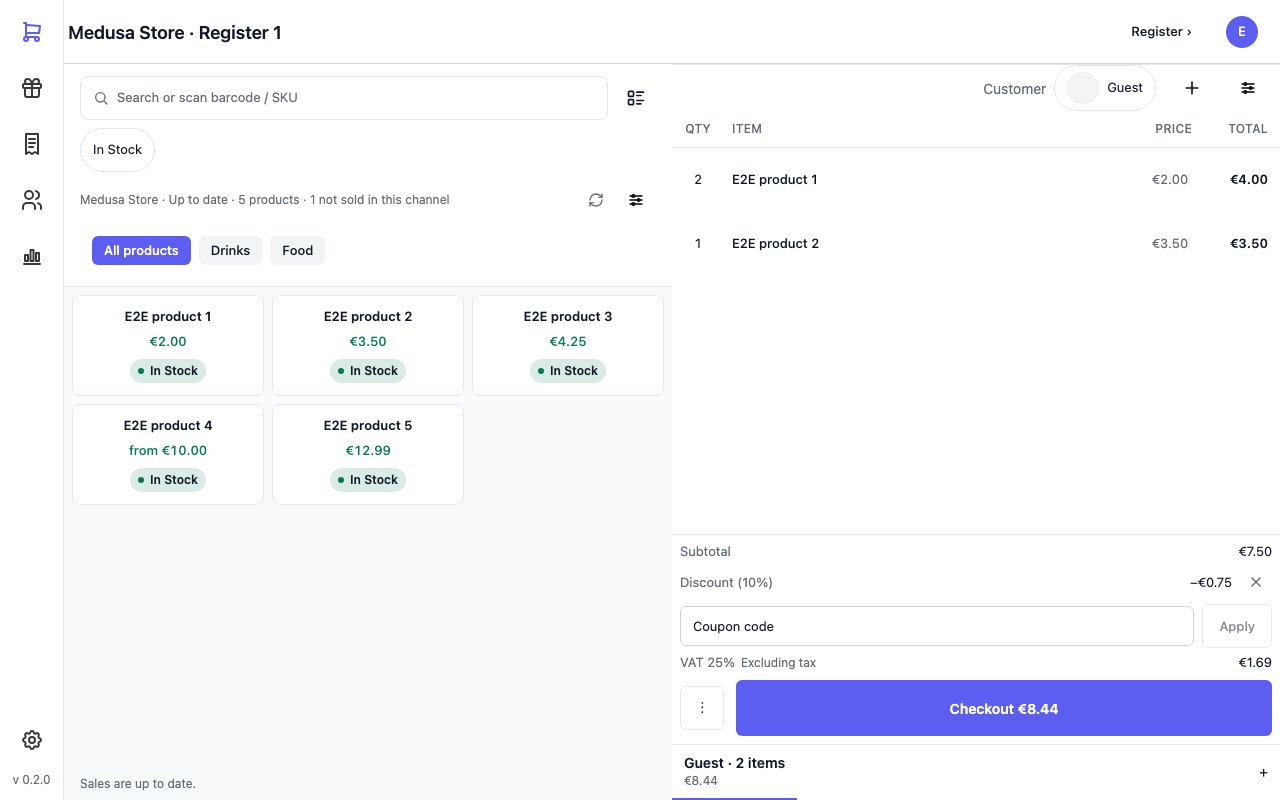 Medusa Store · Register 1
Register ›
E
Search or scan barcode / SKU
In Stock
Medusa Store · Up to date · 5 products · 1 not sold in this channel
All products
Drinks
Food
E2E product 1
€2.00
In Stock
E2E product 2
€3.50
In Stock
E2E product 3
€4.25
In Stock
E2E product 4
from €10.00
In Stock
E2E product 5
€12.99
In Stock
Sales are up to date.
v 0.2.0
Customer
Guest
QTY ITEM PRICE TOTAL
2 E2E product 1 €2.00 €4.00
1 E2E product 2 €3.50 €3.50
Subtotal €7.50
Discount (10%) −€0.75
Coupon code
Apply
VAT 25% Excluding tax €1.69
Checkout €8.44
Guest · 2 items
€8.44
+